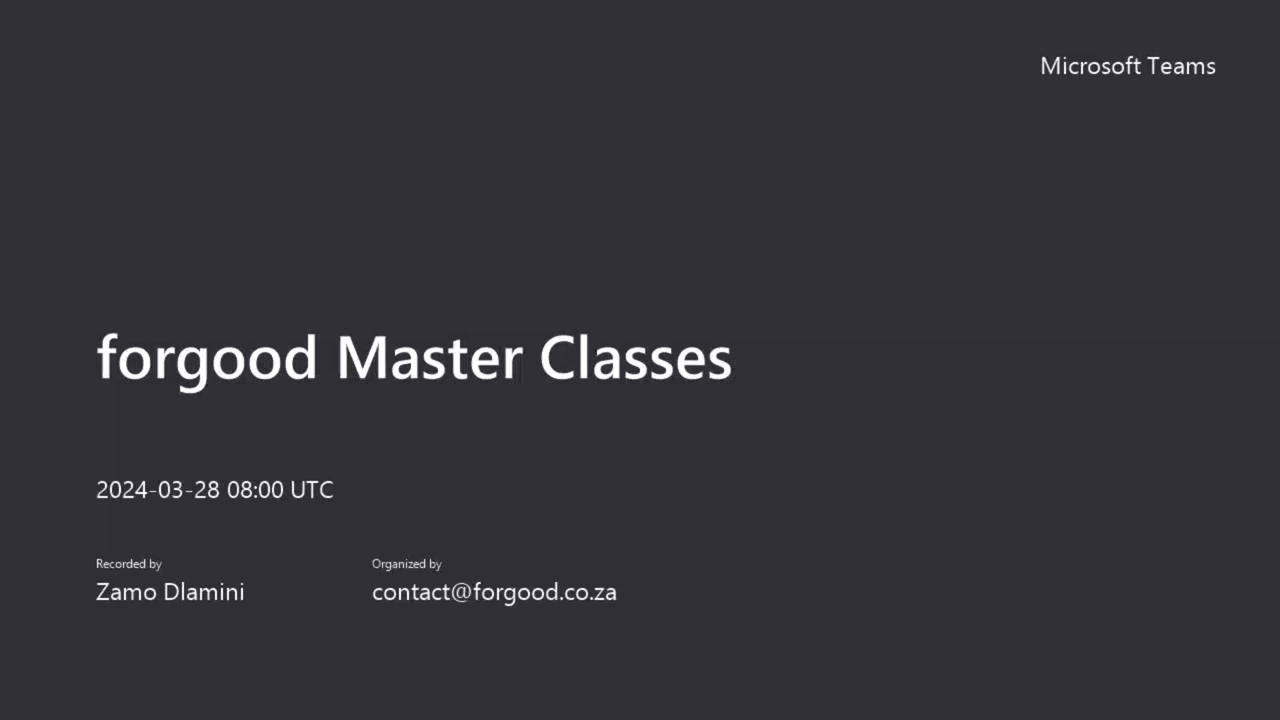 Microsoft Teams
forgood Master Classes
2024-03-28 08:00 UTC
Recorded by
Zamo Dlamini
Organized by
contact@forgood.co.za